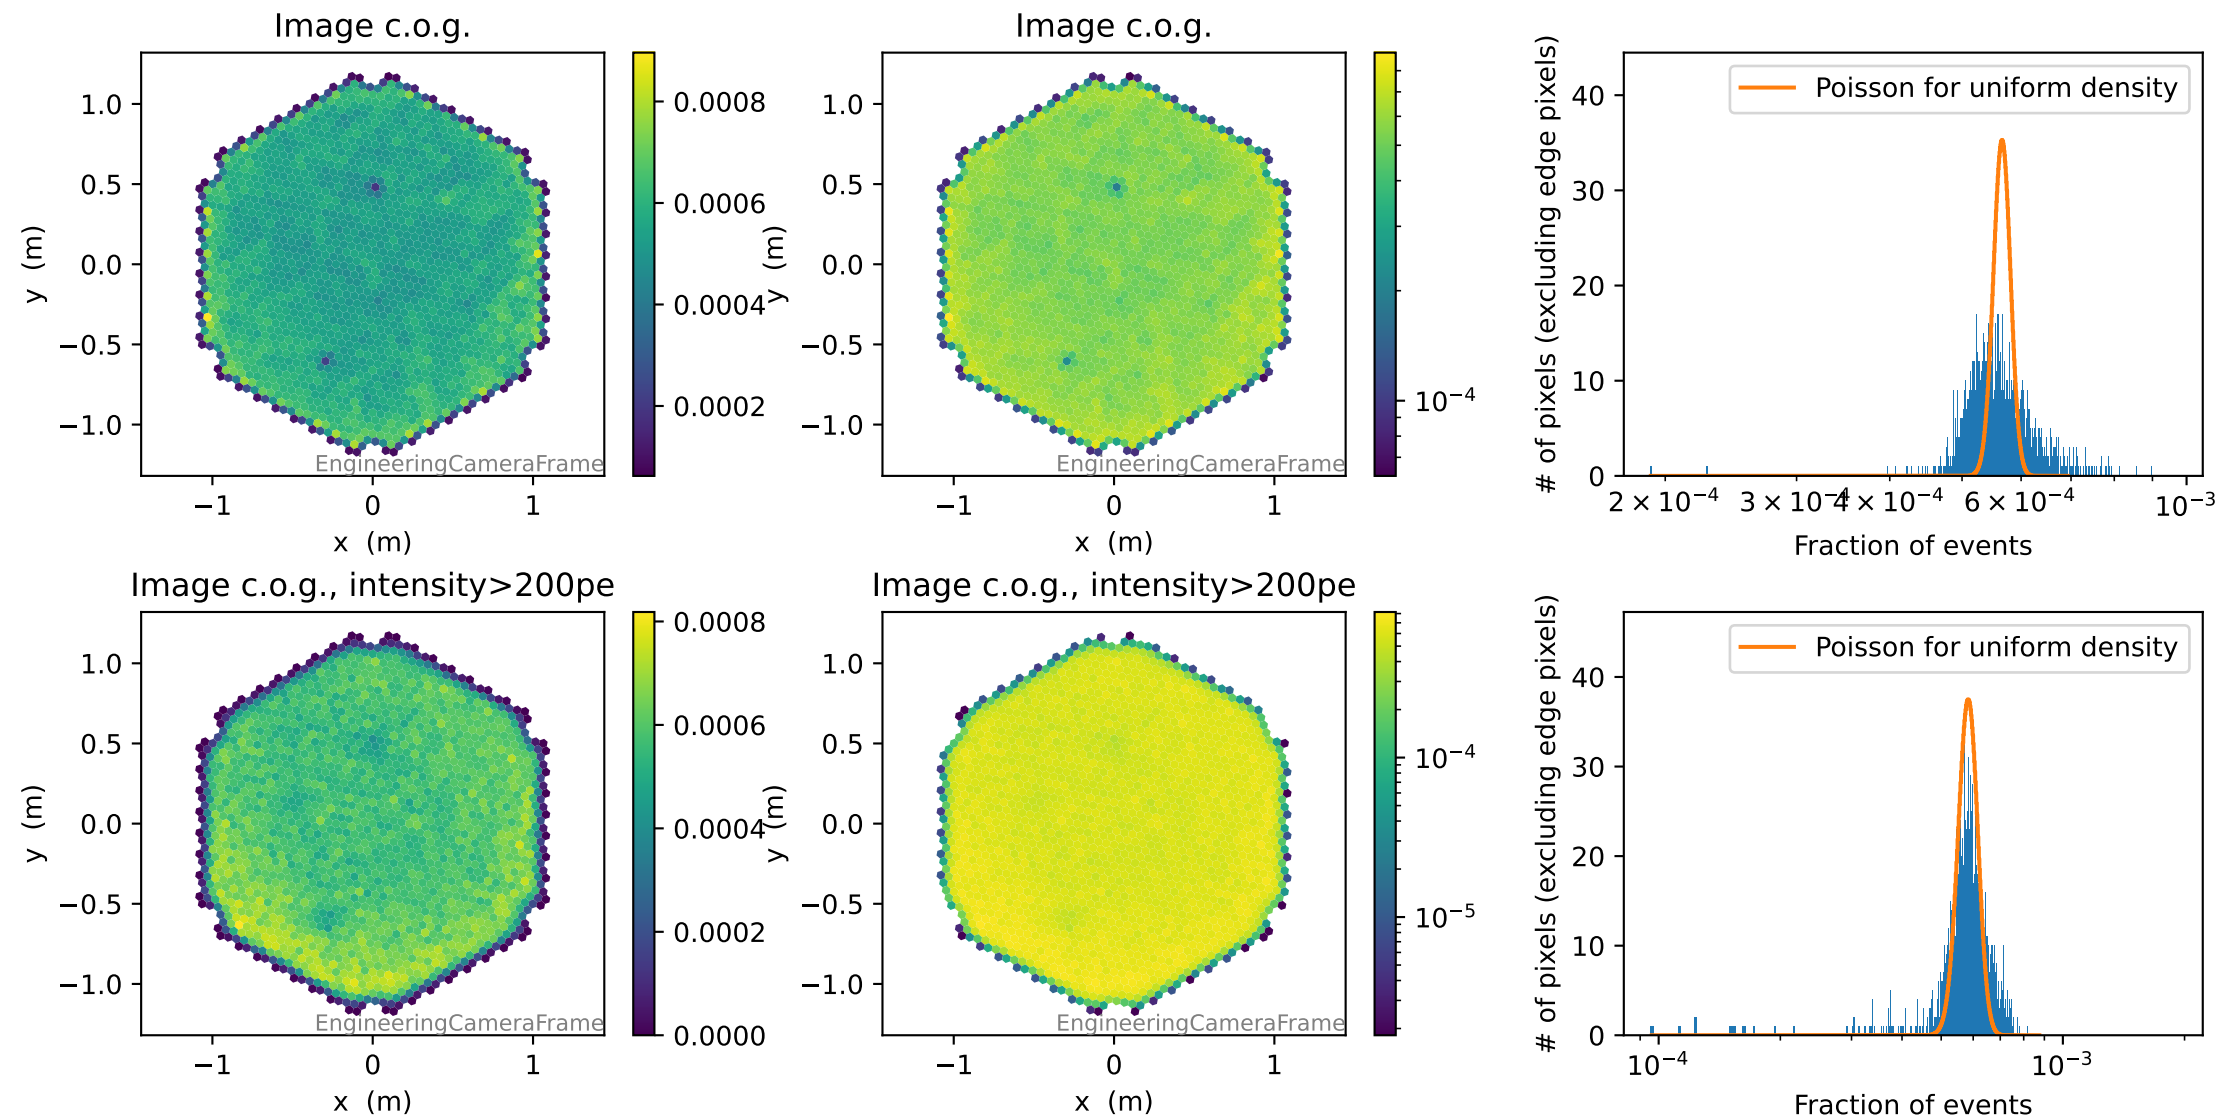 Image c.o.g.
y (m)
1.0
0.5
0.0
−0.5
−1.0
−1
0
1
x (m)
EngineeringCameraFrame
0.0008
0.0006
0.0004
0.0002
Image c.o.g.
y (m)
1.0
0.5
0.0
−0.5
−1.0
−1
0
1
x (m)
EngineeringCameraFrame
10⁻⁴
# of pixels (excluding edge pixels)
40
30
20
10
0
Poisson for uniform density
2 × 10⁻⁴
3 × 10⁻⁴
4 × 10⁻⁴
6 × 10⁻⁴
10⁻³
Fraction of events
Image c.o.g., intensity>200pe
y (m)
1.0
0.5
0.0
−0.5
−1.0
−1
0
1
x (m)
EngineeringCameraFrame
0.0008
0.0006
0.0004
0.0002
0.0000
Image c.o.g., intensity>200pe
y (m)
1.0
0.5
0.0
−0.5
−1.0
−1
0
1
x (m)
EngineeringCameraFrame
10⁻⁴
10⁻⁵
# of pixels (excluding edge pixels)
40
30
20
10
0
Poisson for uniform density
10⁻⁴
10⁻³
Fraction of events